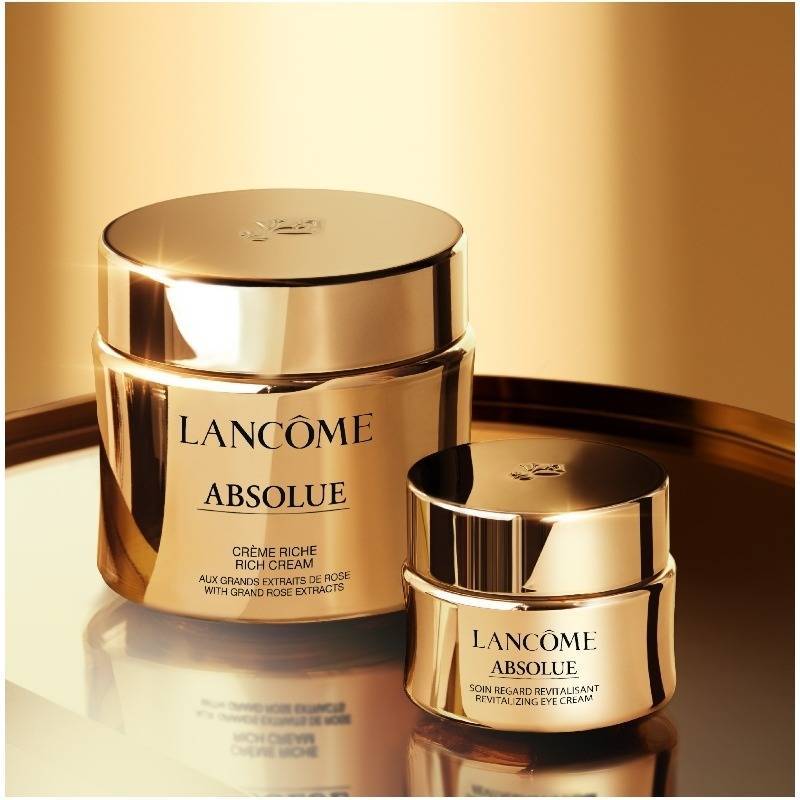 LANCÔME
ABSOLUE
CRÈME RICHE
RICH CREAM
AUX GRANDS EXTRAITS DE ROSE
WITH GRAND ROSE EXTRACTS
LANCÔME
ABSOLUE
SOIN REGARD REVITALISANT
REVITALIZING EYE CREAM